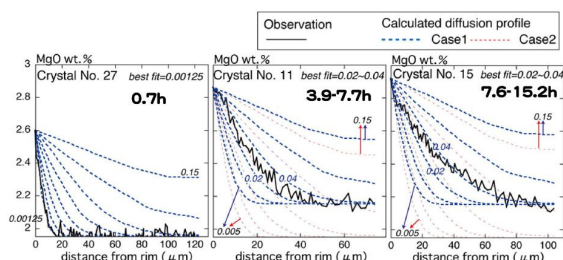 Observation
Calculated diffusion profile
Case1
Case2
MgO wt.%
Crystal No. 27
best fit=0.00125
0.7h
3
2.8
2.6
2.4
2.2
2
0.15
0.00125
0 20 40 60 80 100 120
distance from rim ( μm)
MgO wt.%
Crystal No. 11
best fit=0.02~0.04
3.9-7.7h
0.15
0.02
0.04
0.005
0 20 40 60
distance from rim ( μm)
MgO wt.%
Crystal No. 15
best fit=0.02~0.04
7.6-15.2h
0.15
0.04
0.02
0.005
0 20 40 60 80 100
distance from rim ( μm)